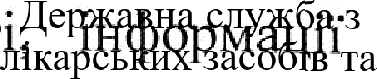 Державна служба з
і. інформації
лікарських засобів та